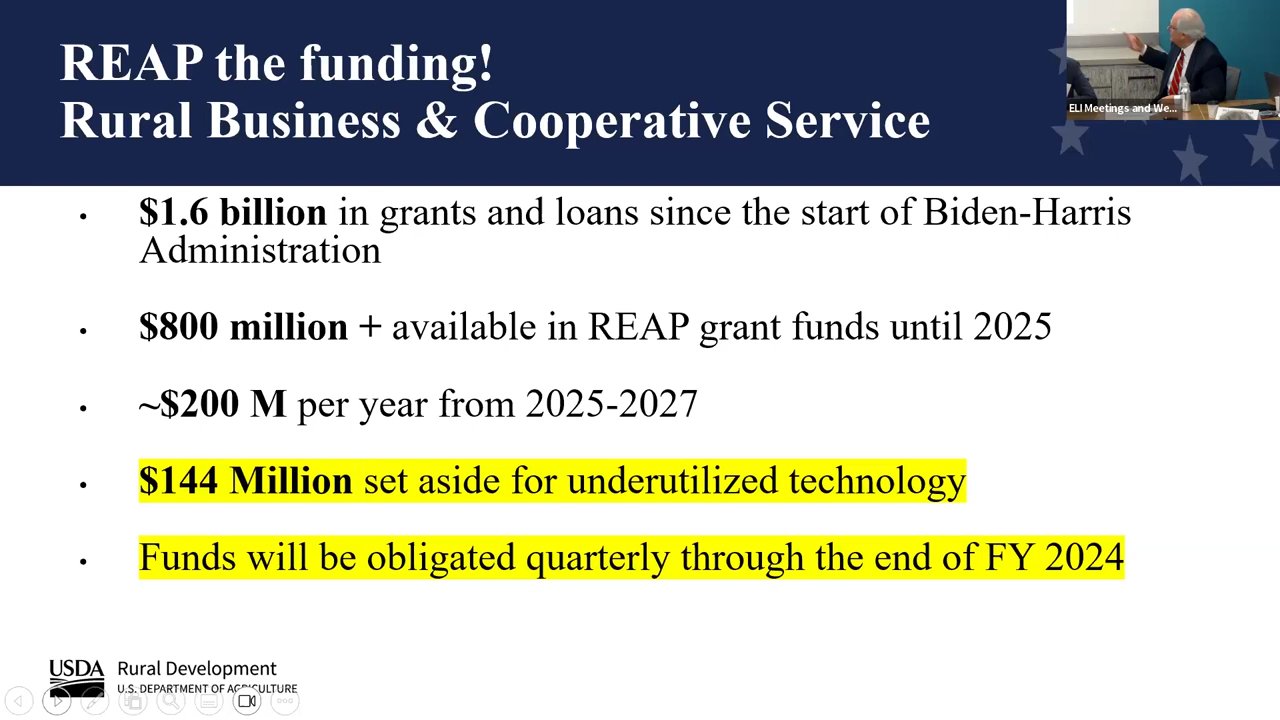 REAP the funding!
Rural Business & Cooperative Service
ELI Meetings and We...
• $1.6 billion in grants and loans since the start of Biden-Harris
Administration
• $800 million + available in REAP grant funds until 2025
• ~$200 M per year from 2025-2027
• $144 Million set aside for underutilized technology
• Funds will be obligated quarterly through the end of FY 2024
USDA Rural Development
U.S. DEPARTMENT OF AGRICULTURE